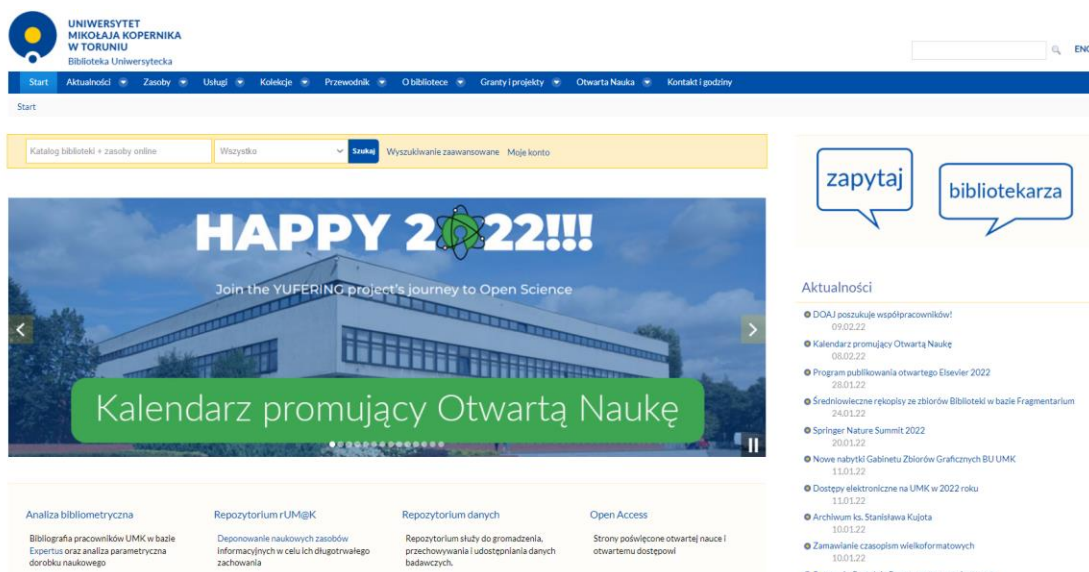 UNIWERSYTET
MIKOŁAJA KOPERNIKA
W TORUNIU
Biblioteka Uniwersytecka
ENG
Start Aktualności Zasoby Usługi Kolekcje Przewodnik O bibliotece Granty i projekty Otwarta Nauka Kontakt i godziny
Start
Katalog biblioteki + zasoby online Wszystko Szukaj Wyszukiwanie zaawansowane Moje konto
zapytaj
bibliotekarza
HAPPY 2022!!!
Join the YUFERING project's journey to Open Science
Kalendarz promujący Otwartą Naukę
Aktualności
DOAJ poszukuje współpracowników!
09.02.22
Kalendarz promujący Otwartą Naukę
08.02.22
Program publikowania otwartego Elsevier 2022
28.01.22
Średniowieczne rękopisy ze zbiorów Biblioteki w bazie Fragmentarium
24.01.22
Springer Nature Summit 2022
20.01.22
Nowe nabytki Gabinetu Zbiorów Graficznych BU UMK
11.01.22
Dostępy elektroniczne na UMK w 2022 roku
11.01.22
Archiwum ks. Stanisława Kujota
10.01.22
Zamawianie czasopism wielkoformatowych
10.01.22
Analiza bibliometryczna
Bibliografia pracowników UMK w bazie
Expertus oraz analiza parametryczna
dorobku naukowego
Repozytorium rUM@K
Deponowanie naukowych zasobów
informacyjnych w celu ich długotrwałego
zachowania
Repozytorium danych
Repozytorium służy do gromadzenia,
przechowywania i udostępniania danych
badawczych.
Open Access
Strony poświęcone otwartej nauce i
otwartemu dostępowi